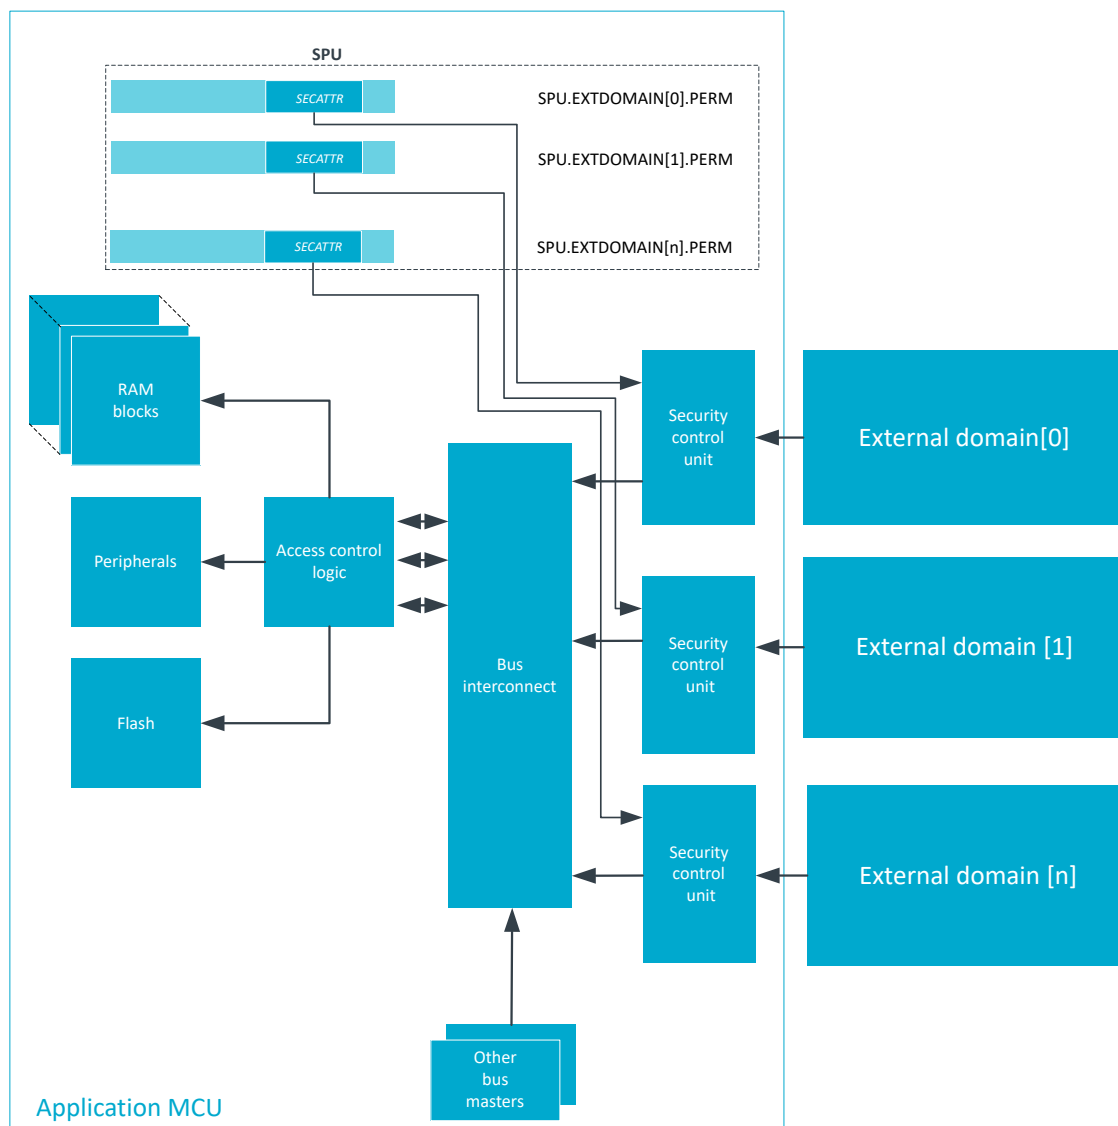 SPU
SECATTR
SPU.EXTDOMAIN[0].PERM
SECATTR
SPU.EXTDOMAIN[1].PERM
SECATTR
SPU.EXTDOMAIN[n].PERM
RAM
blocks
Security
control
unit
External domain[0]
Peripherals
Access control
logic
Bus
interconnect
Security
control
unit
External domain [1]
Flash
Security
control
unit
External domain [n]
Other
bus
masters
Application MCU